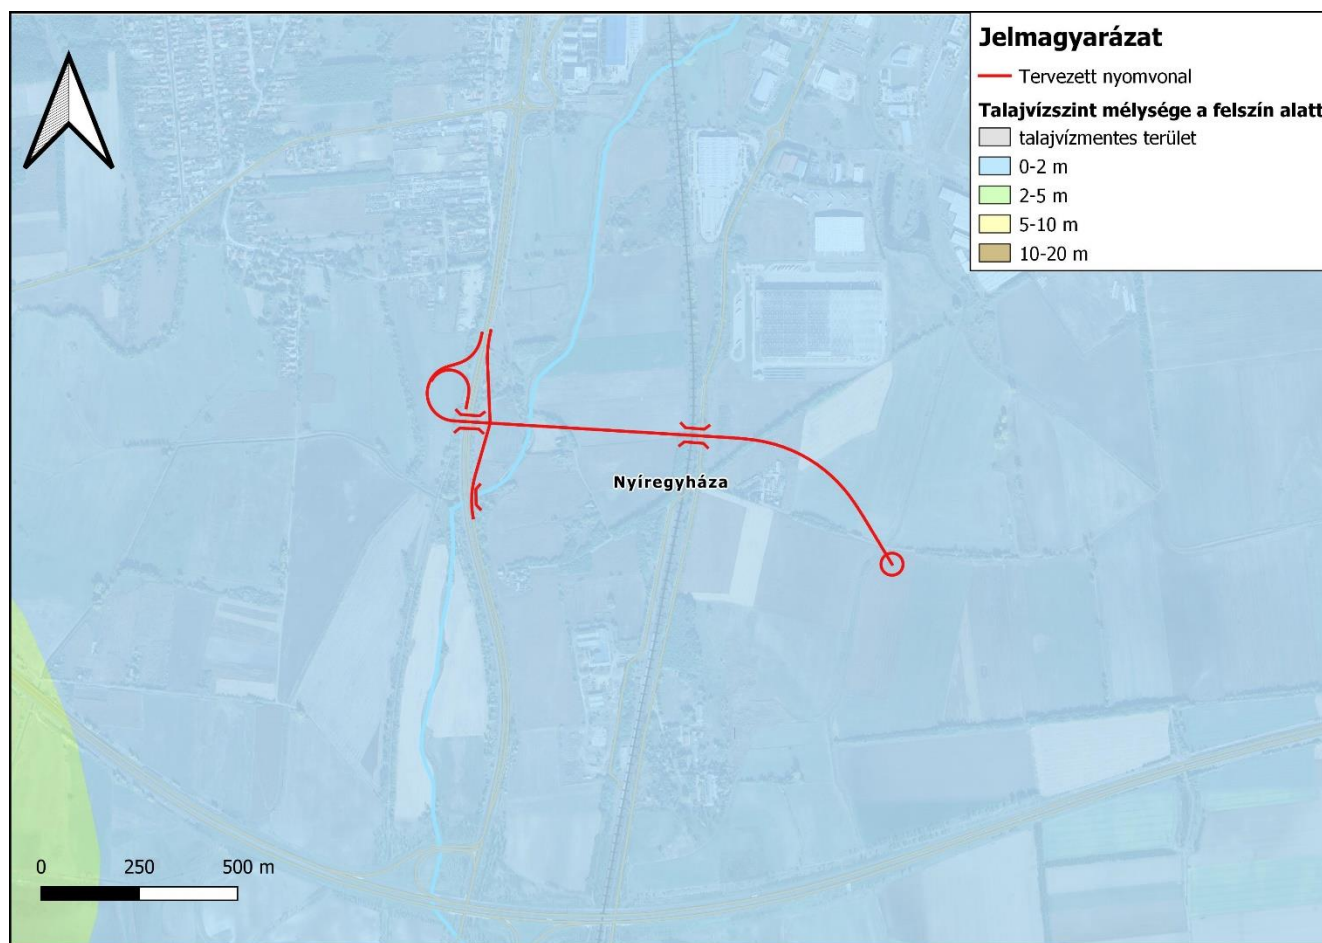 Jelmagyarázat
Tervezett nyomvonal
Talajvízszint mélysége a felszín alatt
talajvízmentes terület
0-2 m
2-5 m
5-10 m
10-20 m
Nyíregyháza
0 250 500 m